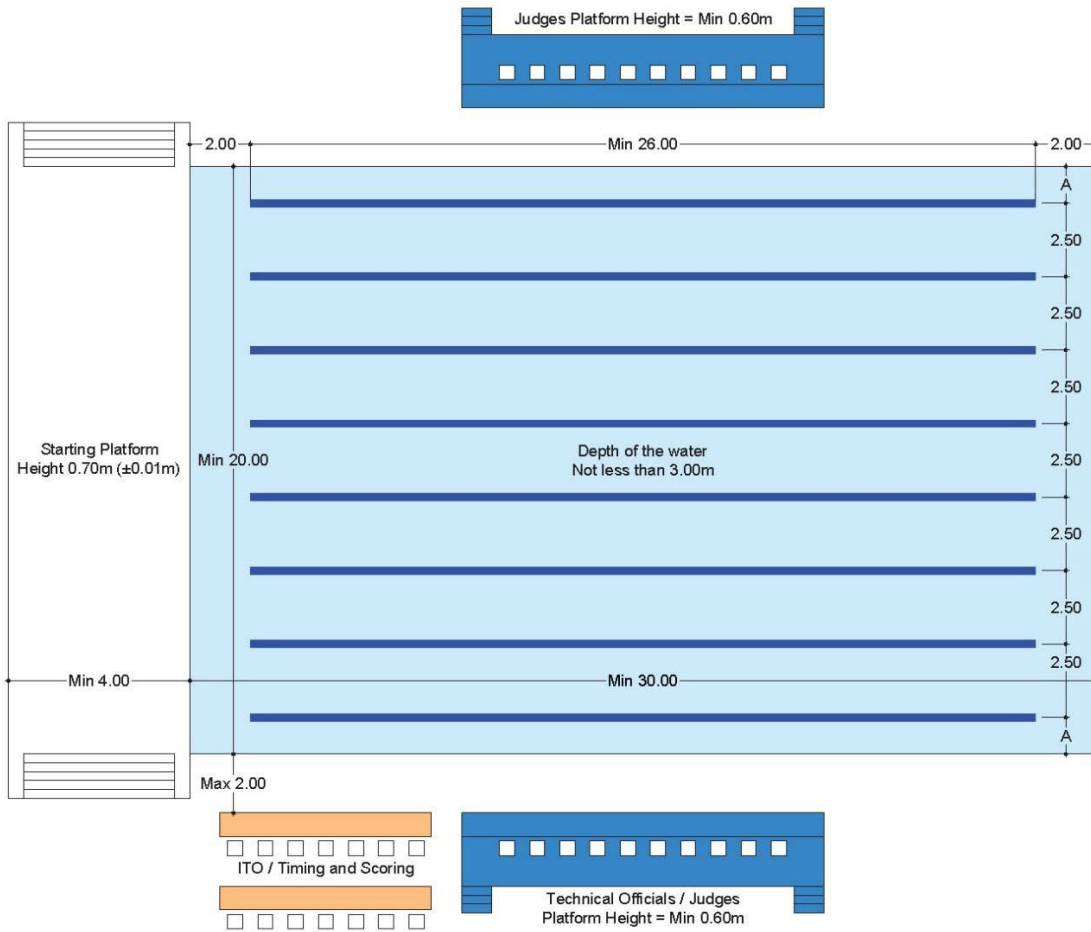 Judges Platform Height = Min 0.60m
2.00
Min 26.00
2.00
A
2.50
2.50
2.50
Starting Platform
Height 0.70m (±0.01m)
Min 20.00
Depth of the water
Not less than 3.00m
2.50
2.50
2.50
2.50
Min 4.00
Min 30.00
A
Max 2.00
ITO / Timing and Scoring
Technical Officials / Judges
Platform Height = Min 0.60m